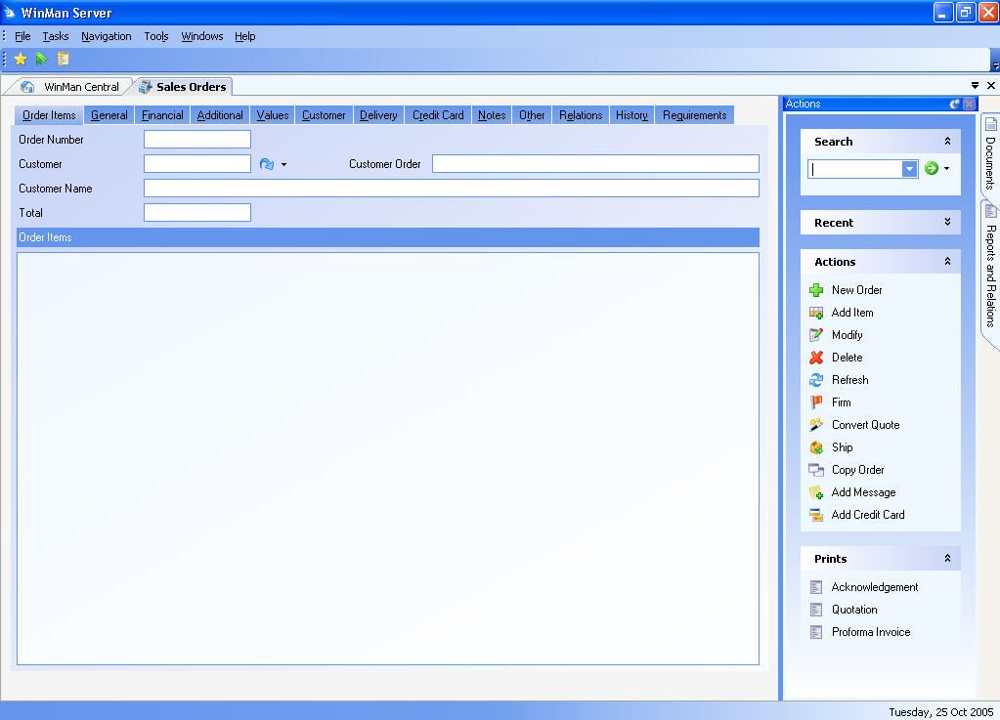 WinMan Server
File Tasks Navigation Tools Windows Help
WinMan Central Sales Orders
Order Items General Financial Additional Values Customer Delivery Credit Card Notes Other Relations History Requirements
Order Number
Customer Customer Order
Customer Name
Total
Order Items
Actions
Search
Recent
Actions
New Order
Add Item
Modify
Delete
Refresh
Firm
Convert Quote
Ship
Copy Order
Add Message
Add Credit Card
Prints
Acknowledgement
Quotation
Proforma Invoice
Documents
Reports and Relations
Tuesday, 25 Oct 2005